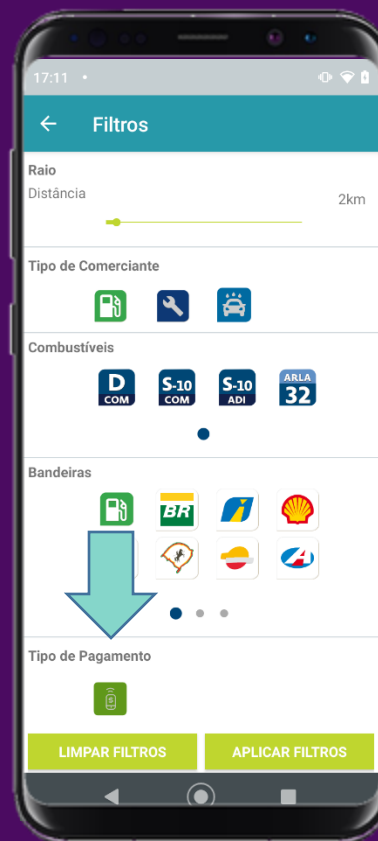 17:11
Filtros
Raio
Distância
2km
Tipo de Comerciante
Combustíveis
D COM
S-10 COM
S-10 ADI
ARLA 32
Bandeiras
BR
Tipo de Pagamento
LIMPAR FILTROS
APLICAR FILTROS